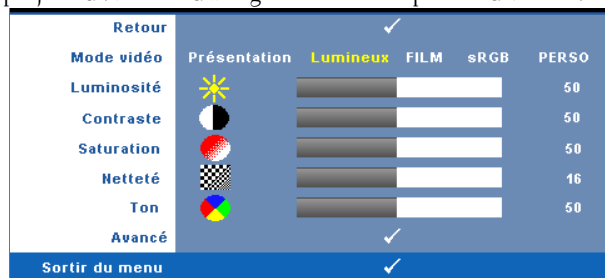 Retour
Mode vidéo Présentation Lumineux FILM sRGB PERSO
Luminosité 50
Contraste 50
Saturation 50
Netteté 16
Ton 50
Avancé
Sortir du menu